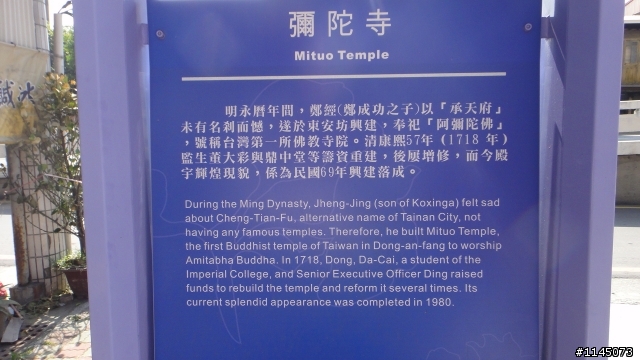 彌陀寺
Mituo Temple
明永曆年間，鄭經(鄭成功之子)以『承天府』
未有名剎而憾，遂於東安坊興建，奉祀『阿彌陀佛』
，號稱台灣第一所佛教寺院。清康熙57年 (1718 年)
監生董大彩與鼎中堂等籌資重建，後屢增修，而今殿
宇輝煌現貌，係為民國69年興建落成。
During the Ming Dynasty, Jheng-Jing (son of Koxinga) felt sad
about Cheng-Tian-Fu, alternative name of Tainan City, not
having any famous temples. Therefore, he built Mituo Temple,
the first Buddhist temple of Taiwan in Dong-an-fang to worship
Amitabha Buddha. In 1718, Dong, Da-Cai, a student of the
Imperial College, and Senior Executive Officer Ding raised
funds to rebuild the temple and reform it several times. Its
current splendid appearance was completed in 1980.
冰
誠
#1145073